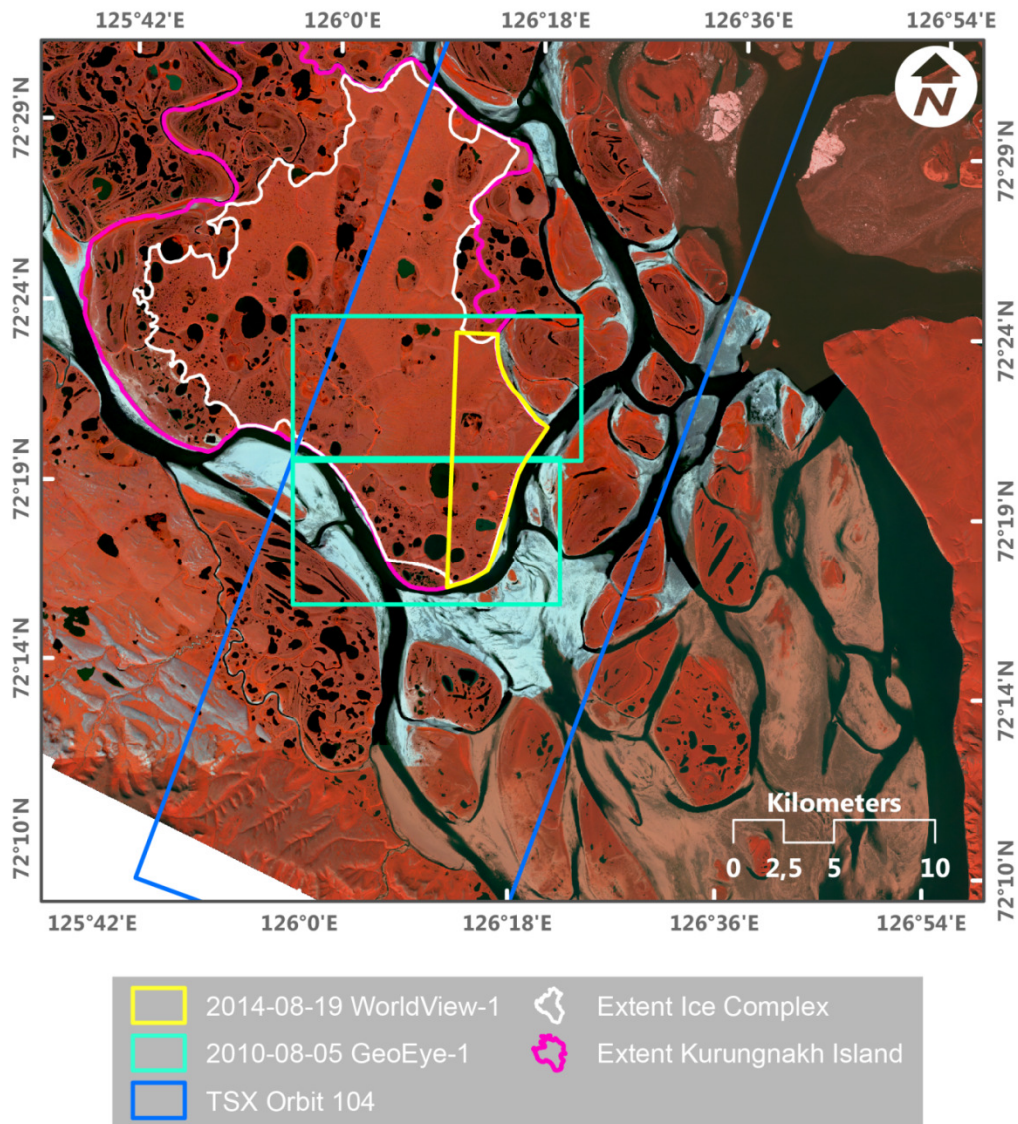 125°42'E 126°0'E 126°18'E 126°36'E 126°54'E
N
72°29'N 72°29'N
72°24'N 72°24'N
72°19'N 72°19'N
72°14'N 72°14'N
72°10'N 72°10'N
Kilometers
0 2,5 5 10
125°42'E 126°0'E 126°18'E 126°36'E 126°54'E
2014-08-19 WorldView-1
2010-08-05 GeoEye-1
TSX Orbit 104
Extent Ice Complex
Extent Kurungnakh Island